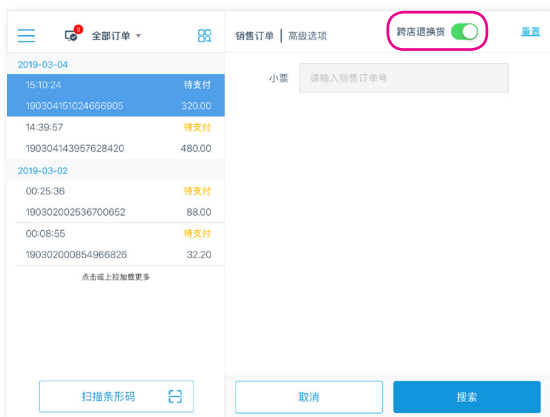 0
全部订单
2019-03-04
15:10:24 待支付
190304151024666905 320.00
14:39:57 待支付
190304143957628420 480.00
2019-03-02
00:25:36 待支付
190302002536700652 88.00
00:08:55 待支付
190302000854966826 32.20
点击或上拉加载更多
扫描条形码
销售订单 | 高级选项 跨店退换货 重置
小票 请输入销售订单号
取消 搜索